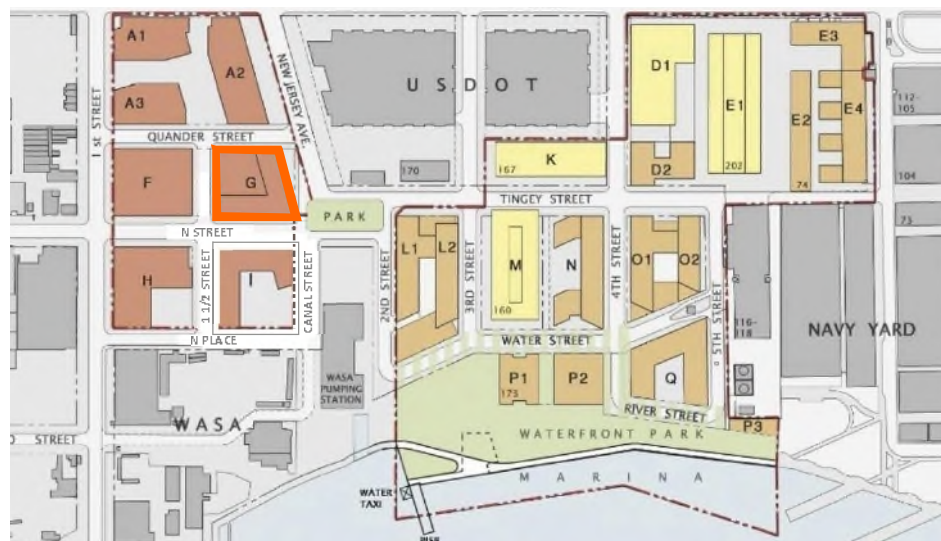 A1
A2
A3
1 st STREET
NEW JERSEY AVE.
QUANDER STREET
F
G
N STREET
PARK
H
I
1 1/2 STREET
CANAL STREET
N PLACE
USDOT
170
167
K
D1
D2
E1
202
E2
74
E3
E4
112-
105
104
73
TINGEY STREET
2ND STREET
L1
L2
3RD STREET
M
160
N
4TH STREET
O1
O2
5TH STREET
116-
118
NAVY YARD
WATER STREET
P1
173
P2
Q
RIVER STREET
P3
WASA
PUMPING
STATION
WASA
STREET
WATERFRONT PARK
MARINA
WATER
TAXI